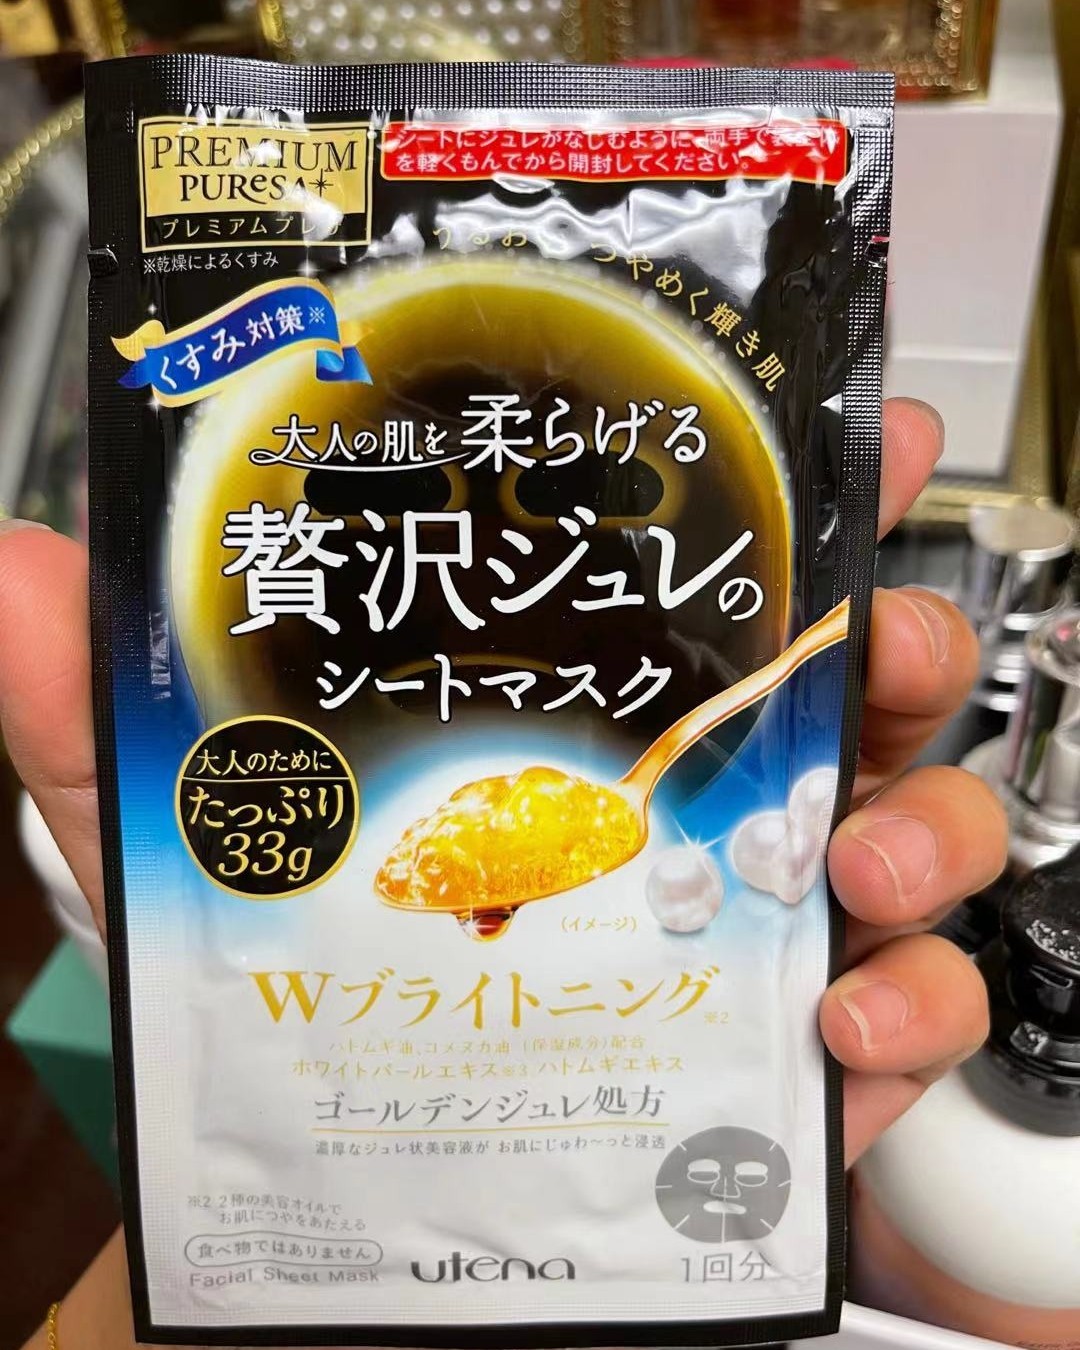 PREMIUM
PUReSA
プレミアムプレサ
シートにジュレがなじむように、両手で
を軽くもんでから開封してください。
※乾燥によるくすみ
うるおい つやめく輝き肌
くすみ対策※
大人の肌を柔らげる
贅沢ジュレの
シートマスク
大人のために
たっぷり
33g
(イメージ)
Wブライトニング※2
ハトムギ油、コメヌカ油（保湿成分）配合
ホワイトパールエキス※3 ハトムギエキス
ゴールデンジュレ処方
濃厚なジュレ状美容液が お肌にじゅわ〜っと浸透
※2 2種の美容オイルで
お肌につやをあたえる
食べ物ではありません
Facial Sheet Mask
utena
1回分